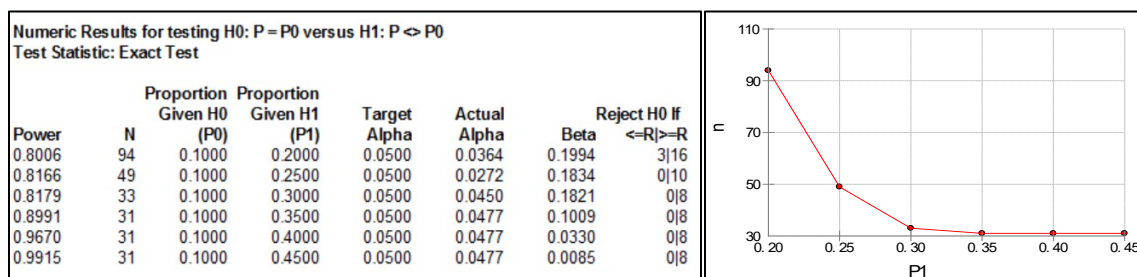 Numeric Results for testing H0: P = P0 versus H1: P <> P0
Test Statistic: Exact Test
Proportion Proportion
Given H0 Given H1 Target Actual Reject H0 If
Power N (P0) (P1) Alpha Alpha Beta <=R|>=R
0.8006 94 0.1000 0.2000 0.0500 0.0364 0.1994 3|16
0.8166 49 0.1000 0.2500 0.0500 0.0272 0.1834 0|10
0.8179 33 0.1000 0.3000 0.0500 0.0450 0.1821 0|8
0.8991 31 0.1000 0.3500 0.0500 0.0477 0.1009 0|8
0.9670 31 0.1000 0.4000 0.0500 0.0477 0.0330 0|8
0.9915 31 0.1000 0.4500 0.0500 0.0477 0.0085 0|8
110
90
70
50
30
n
0.20 0.25 0.30 0.35 0.40 0.45
P1